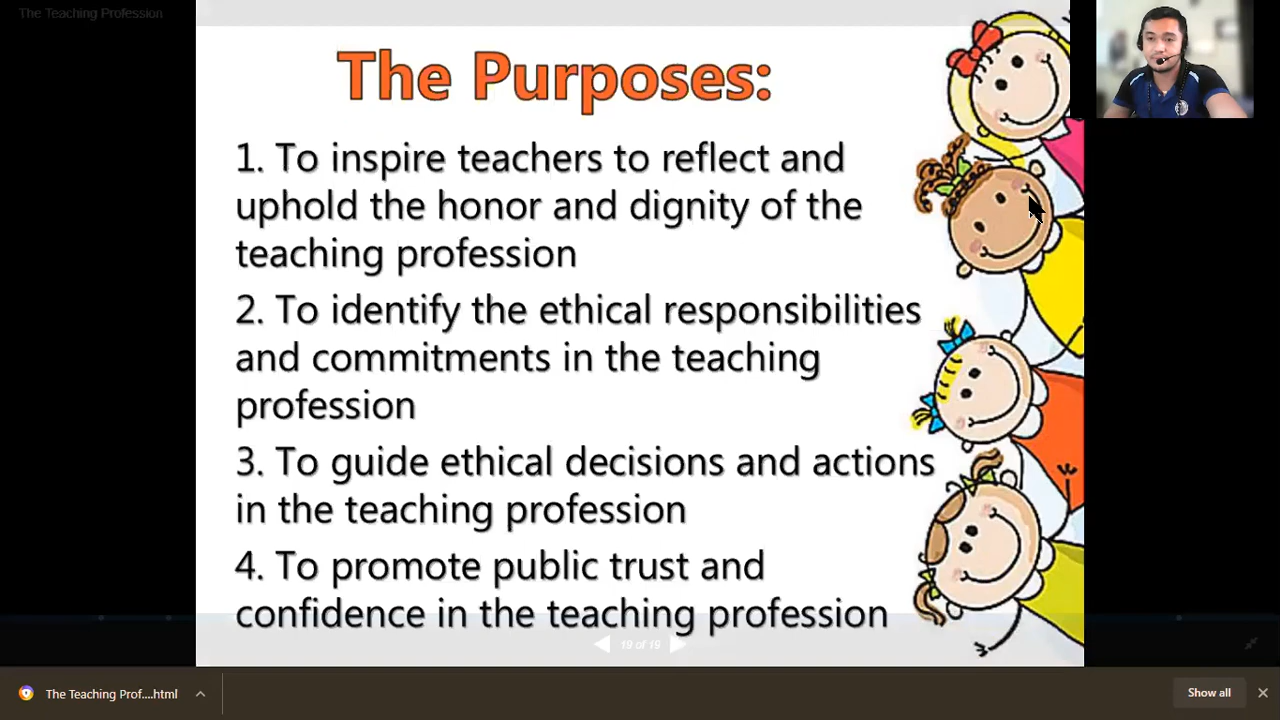 The Teaching Profession
The Purposes:
1. To inspire teachers to reflect and
uphold the honor and dignity of the
teaching profession
2. To identify the ethical responsibilities
and commitments in the teaching
profession
3. To guide ethical decisions and actions
in the teaching profession
4. To promote public trust and
confidence in the teaching profession
19 of 19
The Teaching Prof....html
Show all